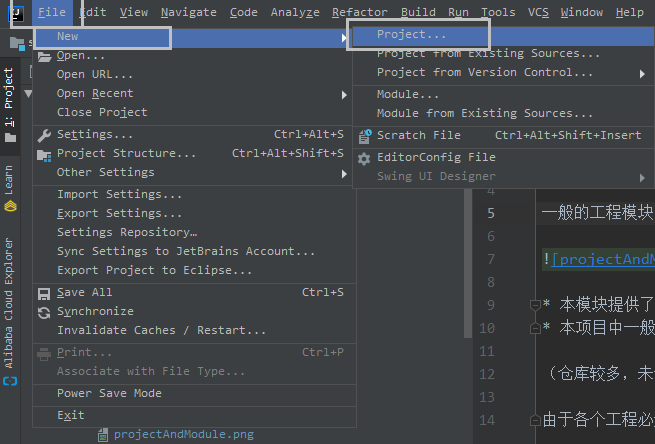 File Edit View Navigate Code Analyze Refactor Build Run Tools VCS Window Help
New
Open...
Open URL...
Open Recent
Close Project
Settings... Ctrl+Alt+S
Project Structure... Ctrl+Alt+Shift+S
Other Settings
Import Settings...
Export Settings...
Settings Repository...
Sync Settings to JetBrains Account...
Export Project to Eclipse...
Save All Ctrl+S
Synchronize
Invalidate Caches / Restart...
Print... Ctrl+P
Associate with File Type...
Power Save Mode
Exit
Project...
Project from Existing Sources...
Project from Version Control...
Module...
Module from Existing Sources...
Scratch File Ctrl+Alt+Shift+Insert
EditorConfig File
Swing UI Designer
1: Project
Learn
Alibaba Cloud Explorer
projectAndModule.png
4
5 一般的工程模块
6
7 ![projectAndM
8
9 * 本模块提供了
10 * 本项目中一般
11
12 （仓库较多，未
13
14 由于各个工程必